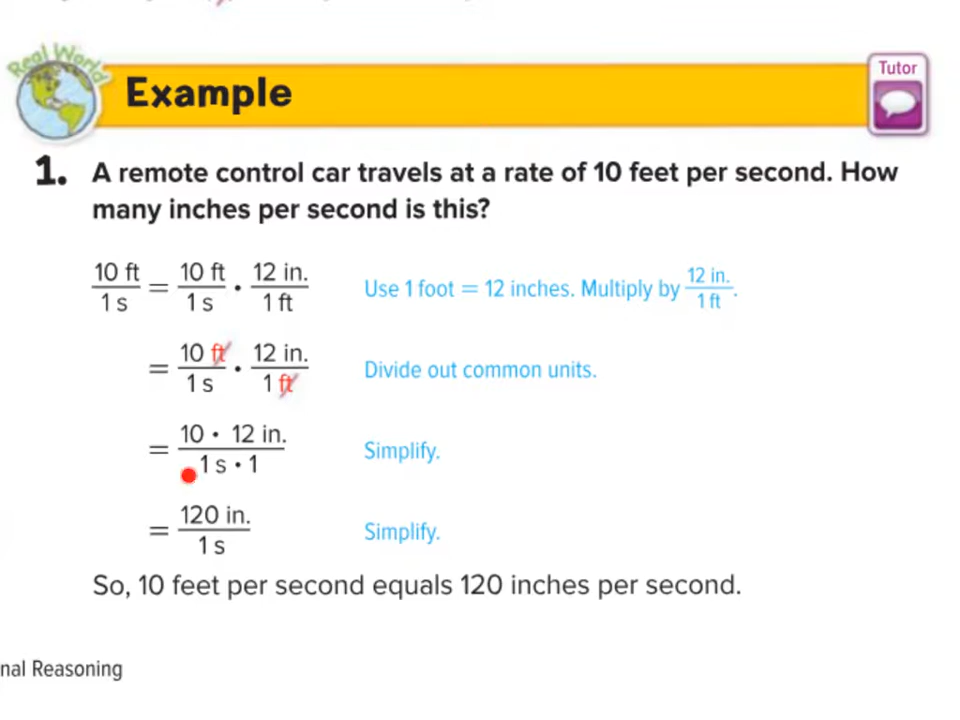 Real World
Example
Tutor
1. A remote control car travels at a rate of 10 feet per second. How
many inches per second is this?
10 ft / 1 s = 10 ft / 1 s • 12 in. / 1 ft Use 1 foot = 12 inches. Multiply by 12 in. / 1 ft.
= 10 ft / 1 s • 12 in. / 1 ft Divide out common units.
= 10 • 12 in. / 1 s • 1 Simplify.
= 120 in. / 1 s Simplify.
So, 10 feet per second equals 120 inches per second.
nal Reasoning